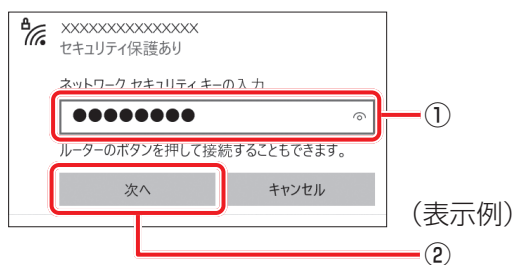 XXXXXXXXXXXXXXX
セキュリティ保護あり
ネットワーク セキュリティ キーの入力
●●●●●●●●
①
ルーターのボタンを押して接続することもできます。
次へ
キャンセル
(表示例)
②